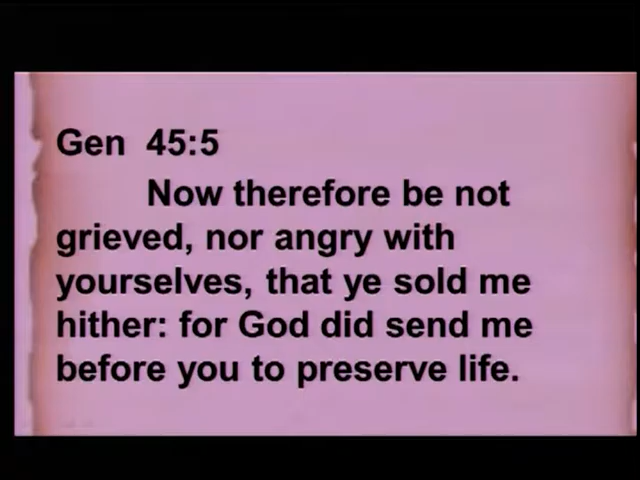 Gen 45:5
Now therefore be not
grieved, nor angry with
yourselves, that ye sold me
hither: for God did send me
before you to preserve life.